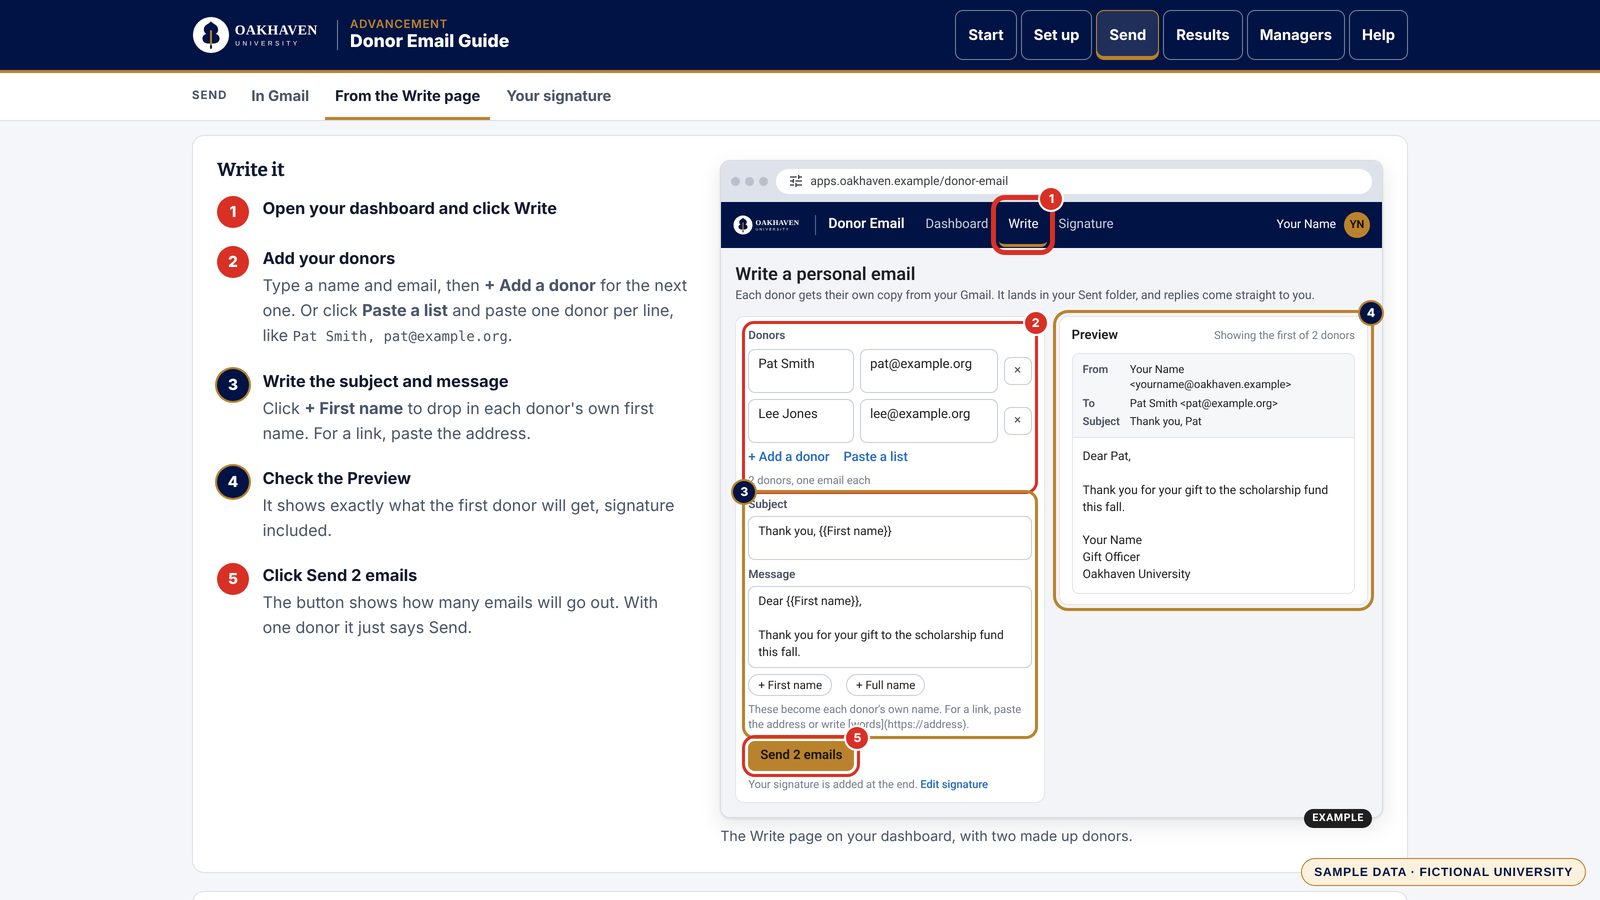 OAKHAVEN
UNIVERSITY
ADVANCEMENT
Donor Email Guide
Start
Set up
Send
Results
Managers
Help
SEND
In Gmail
From the Write page
Your signature
Write it
1
Open your dashboard and click Write
2
Add your donors
Type a name and email, then + Add a donor for the next
one. Or click Paste a list and paste one donor per line,
like Pat Smith, pat@example.org.
3
Write the subject and message
Click + First name to drop in each donor's own first
name. For a link, paste the address.
4
Check the Preview
It shows exactly what the first donor will get, signature
included.
5
Click Send 2 emails
The button shows how many emails will go out. With
one donor it just says Send.
apps.oakhaven.example/donor-email
1
OAKHAVEN
UNIVERSITY
Donor Email
Dashboard
Write
Signature
Your Name
YN
Write a personal email
Each donor gets their own copy from your Gmail. It lands in your Sent folder, and replies come straight to you.
2
Donors
Pat Smith
pat@example.org
×
Lee Jones
lee@example.org
×
+ Add a donor
Paste a list
2 donors, one email each
3
Subject
Thank you, {{First name}}
Message
Dear {{First name}},
Thank you for your gift to the scholarship fund
this fall.
+ First name
+ Full name
These become each donor's own name. For a link, paste
the address or write [words](https://address).
5
Send 2 emails
Your signature is added at the end. Edit signature
4
Preview
Showing the first of 2 donors
From
Your Name
<yourname@oakhaven.example>
To
Pat Smith <pat@example.org>
Subject
Thank you, Pat
Dear Pat,
Thank you for your gift to the scholarship fund
this fall.
Your Name
Gift Officer
Oakhaven University
EXAMPLE
The Write page on your dashboard, with two made up donors.
SAMPLE DATA · FICTIONAL UNIVERSITY